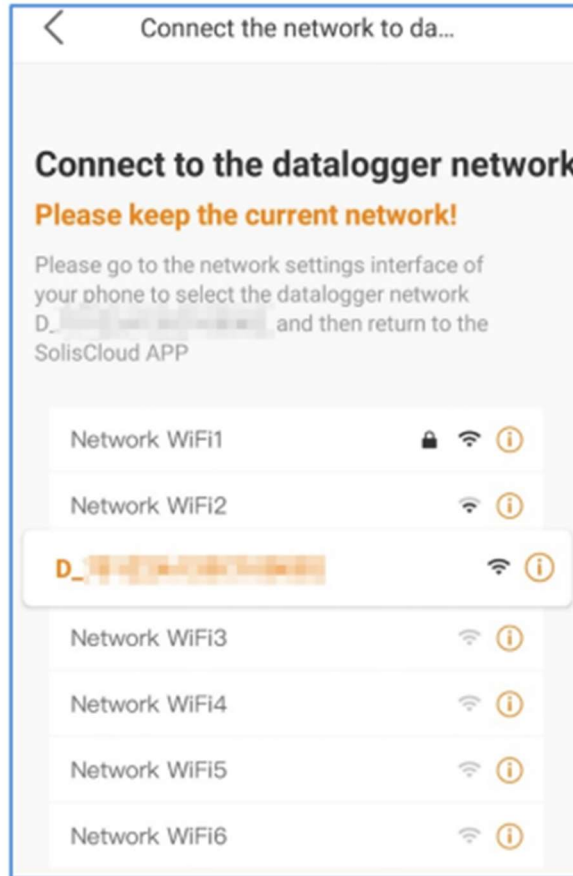 Connect the network to da...
Connect to the datalogger network
Please keep the current network!
Please go to the network settings interface of
your phone to select the datalogger network
D_ and then return to the
SolisCloud APP
Network WiFi1
Network WiFi2
D_
Network WiFi3
Network WiFi4
Network WiFi5
Network WiFi6